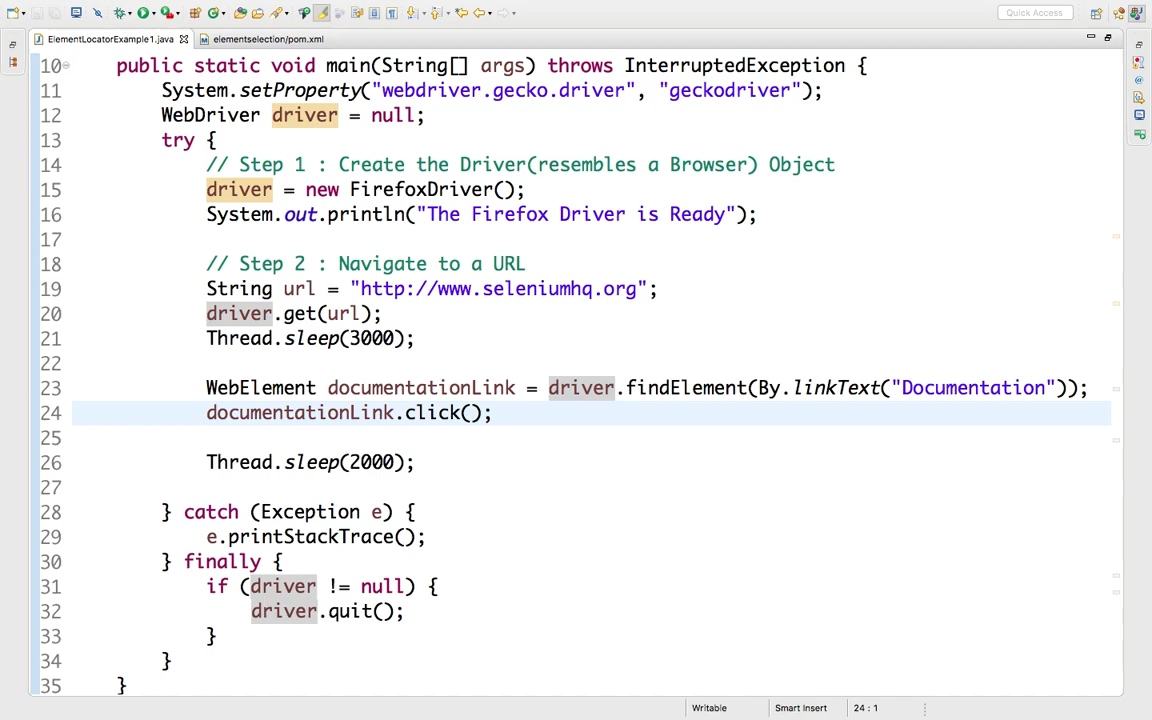 Quick Access
ElementLocatorExample1.java
elementselection/pom.xml
10 public static void main(String[] args) throws InterruptedException {
11 System.setProperty("webdriver.gecko.driver", "geckodriver");
12 WebDriver driver = null;
13 try {
14 // Step 1 : Create the Driver(resembles a Browser) Object
15 driver = new FirefoxDriver();
16 System.out.println("The Firefox Driver is Ready");
17
18 // Step 2 : Navigate to a URL
19 String url = "http://www.seleniumhq.org";
20 driver.get(url);
21 Thread.sleep(3000);
22
23 WebElement documentationLink = driver.findElement(By.linkText("Documentation"));
24 documentationLink.click();
25
26 Thread.sleep(2000);
27
28 } catch (Exception e) {
29 e.printStackTrace();
30 } finally {
31 if (driver != null) {
32 driver.quit();
33 }
34 }
35 }
Writable
Smart Insert
24 : 1